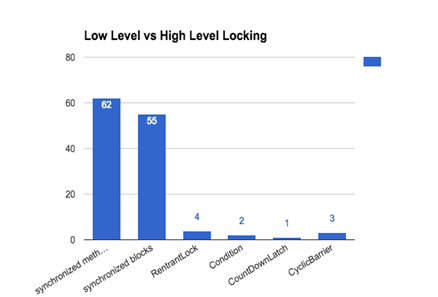 Low Level vs High Level Locking
80
60
40
20
0
62
55
4
2
1
3
synchronized meth...
synchronized blocks
RentrantLock
Condition
CountDownLatch
CyclicBarrier